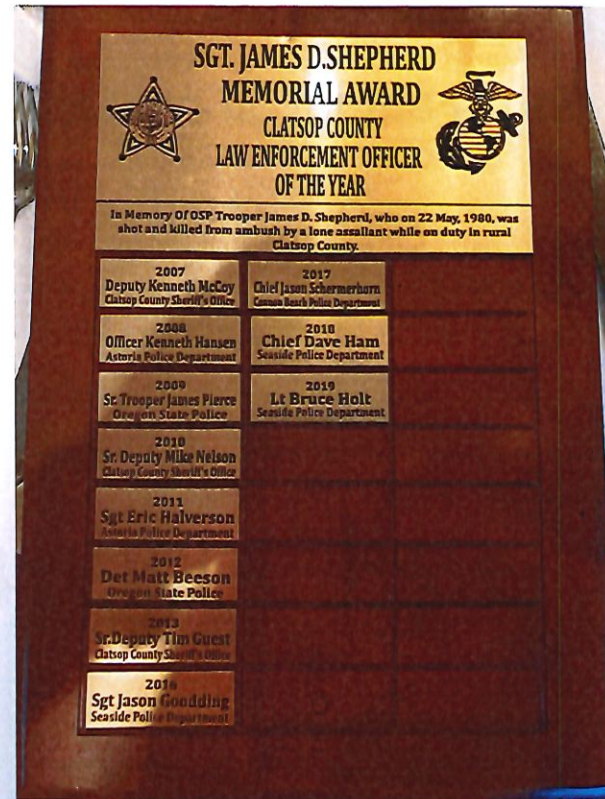 SGT. JAMES D.SHEPHERD
MEMORIAL AWARD
CLATSOP COUNTY
LAW ENFORCEMENT OFFICER
OF THE YEAR
In Memory Of OSP Trooper James D. Shepherd, who on 22 May, 1980, was
shot and killed from ambush by a lone assailant while on duty in rural
Clatsop County.
2007
Deputy Kenneth McCoy
Clatsop County Sheriff's Office
2008
Officer Kenneth Hansen
Astoria Police Department
2009
Sr. Trooper James Pierce
Oregon State Police
2010
Sr. Deputy Mike Nelson
Clatsop County Sheriff's Office
2011
Sgt Eric Halverson
Astoria Police Department
2012
Det Matt Beeson
Oregon State Police
2013
Sr.Deputy Tim Guest
Clatsop County Sheriff's Office
2016
Sgt Jason Goodding
Seaside Police Department
2017
Chief Jason Schermerhorn
Cannon Beach Police Department
2018
Chief Dave Ham
Seaside Police Department
2019
Lt Bruce Holt
Seaside Police Department